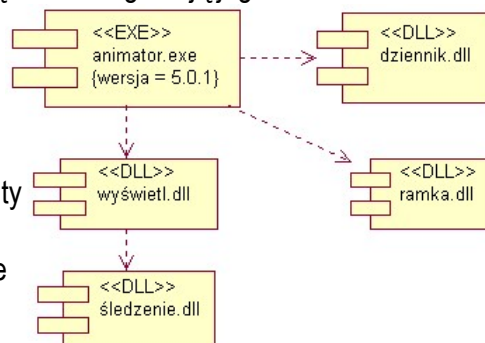 <<EXE>>
animator.exe
{wersja = 5.0.1}
<<DLL>>
dziennik.dll
<<DLL>>
wyświetl.dll
<<DLL>>
ramka.dll
<<DLL>>
śledzenie.dll